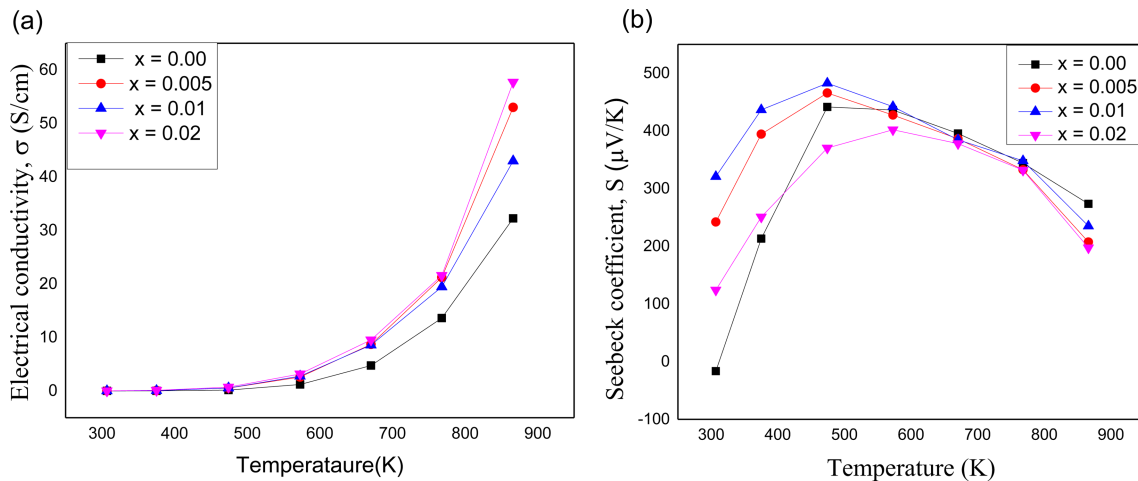 (a)
x = 0.00
x = 0.005
x = 0.01
x = 0.02
Electrical conductivity, σ (S/cm)
60
50
40
30
20
10
0
300 400 500 600 700 800 900
Temperataure(K)
(b)
x = 0.00
x = 0.005
x = 0.01
x = 0.02
Seebeck coefficient, S (μV/K)
500
400
300
200
100
0
-100
300 400 500 600 700 800 900
Temperature (K)